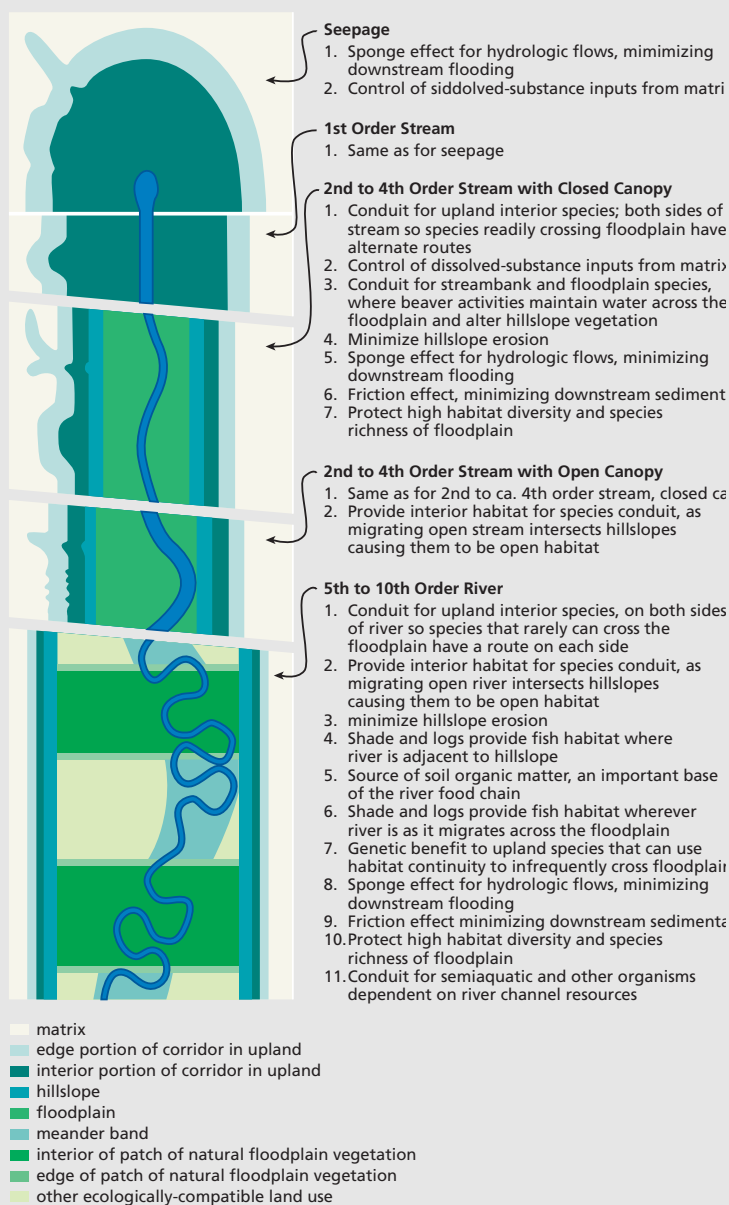 Seepage
1. Sponge effect for hydrologic flows, mimimizing
downstream flooding
2. Control of siddolved-substance inputs from matri
1st Order Stream
1. Same as for seepage
2nd to 4th Order Stream with Closed Canopy
1. Conduit for upland interior species; both sides of
stream so species readily crossing floodplain have
alternate routes
2. Control of dissolved-substance inputs from matrix
3. Conduit for streambank and floodplain species,
where beaver activities maintain water across the
floodplain and alter hillslope vegetation
4. Minimize hillslope erosion
5. Sponge effect for hydrologic flows, minimizing
downstream flooding
6. Friction effect, minimizing downstream sediment
7. Protect high habitat diversity and species
richness of floodplain
2nd to 4th Order Stream with Open Canopy
1. Same as for 2nd to ca. 4th order stream, closed ca
2. Provide interior habitat for species conduit, as
migrating open stream intersects hillslopes
causing them to be open habitat
5th to 10th Order River
1. Conduit for upland interior species, on both sides
of river so species that rarely can cross the
floodplain have a route on each side
2. Provide interior habitat for species conduit, as
migrating open river intersects hillslopes
causing them to be open habitat
3. minimize hillslope erosion
4. Shade and logs provide fish habitat where
river is adjacent to hillslope
5. Source of soil organic matter, an important base
of the river food chain
6. Shade and logs provide fish habitat wherever
river is as it migrates across the floodplain
7. Genetic benefit to upland species that can use
habitat continuity to infrequently cross floodplain
8. Sponge effect for hydrologic flows, minimizing
downstream flooding
9. Friction effect minimizing downstream sedimenta
10. Protect high habitat diversity and species
richness of floodplain
11. Conduit for semiaquatic and other organisms
dependent on river channel resources
matrix
edge portion of corridor in upland
interior portion of corridor in upland
hillslope
floodplain
meander band
interior of patch of natural floodplain vegetation
edge of patch of natural floodplain vegetation
other ecologically-compatible land use